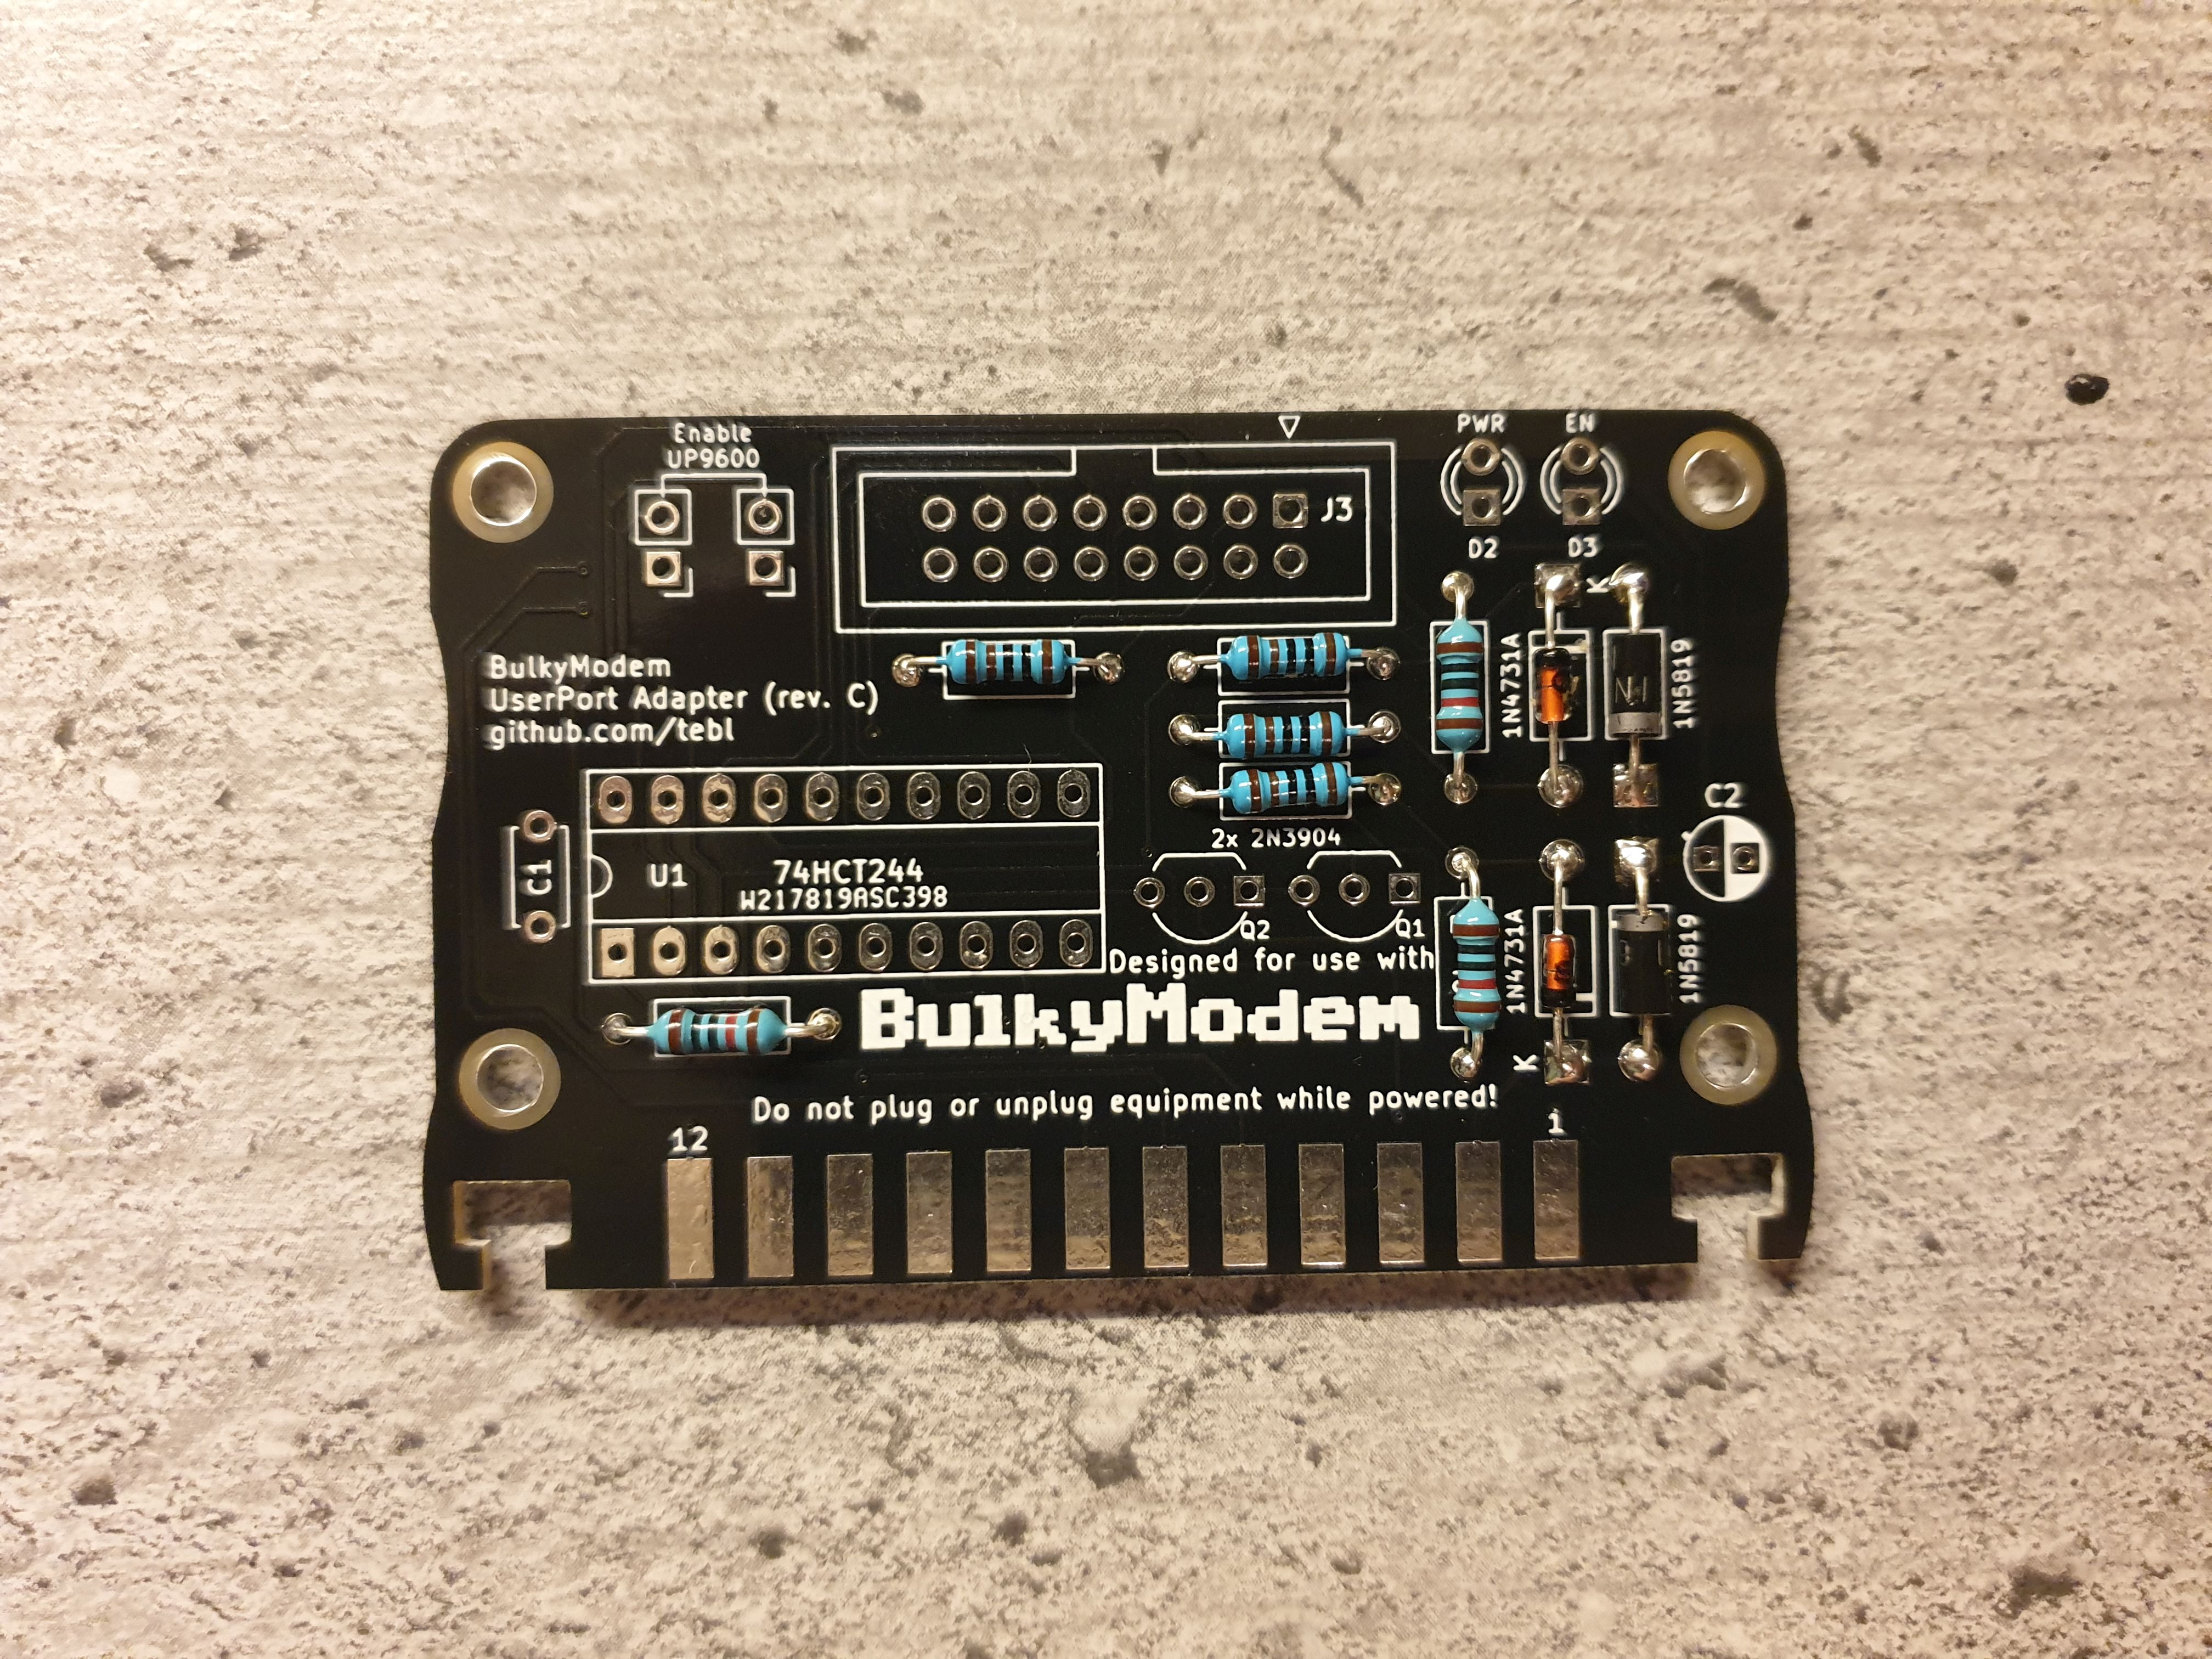 Enable
UP9600
PWR
EN
J3
D2
D3
K
BulkyModem
UserPort Adapter (rev. C)
github.com/tebl
1N4731A
1N5819
C2
2x 2N3904
C1
U1
74HCT244
W217819ASC398
Q2
Q1
Designed for use with
BulkyModem
1N4731A
1N5819
K
Do not plug or unplug equipment while powered!
12
1